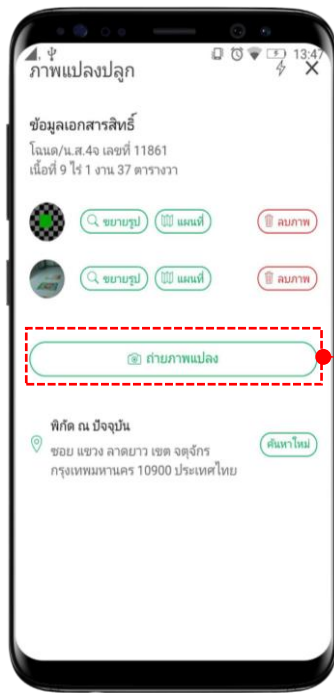 13:47
ภาพแปลงปลูก
ข้อมูลเอกสารสิทธิ์
โฉนด/น.ส.4จ เลขที่ 11861
เนื้อที่ 9 ไร่ 1 งาน 37 ตารางวา
ขยายรูป แผนที่ ลบภาพ
ขยายรูป แผนที่ ลบภาพ
ถ่ายภาพแปลง
พิกัด ณ ปัจจุบัน
ซอย แขวง ลาดยาว เขต จตุจักร
กรุงเทพมหานคร 10900 ประเทศไทย
ค้นหาใหม่